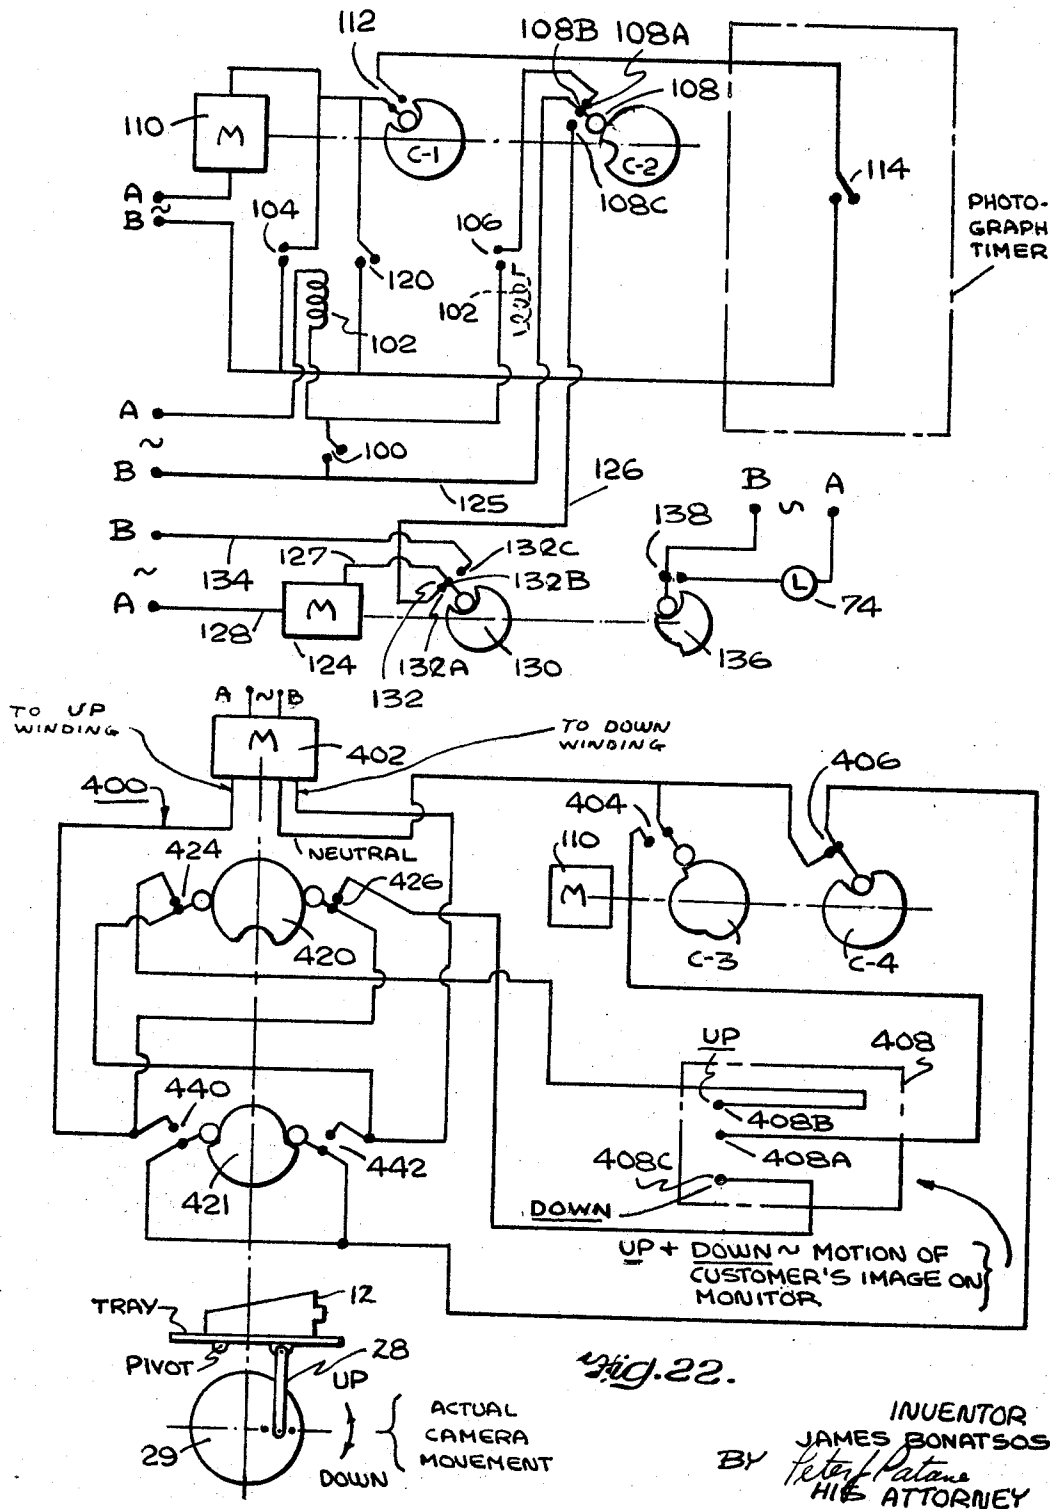 112
108B 108A
108
110
M
C-1
C-2
114
A
~
B
104
106
108C
PHOTO-
GRAPH
TIMER
120
102
102
A
~
B
100
125
126
B
~
A
138
B ~ A
134
127
132C
132B
L
74
128
M
124
132A
132
130
136
A ~ B
TO UP
WINDING
M
402
TO DOWN
WINDING
400
404
406
NEUTRAL
110
M
424
426
420
C-3
C-4
UP
408
440
442
408B
408A
421
408C
DOWN
UP + DOWN ~ MOTION OF
CUSTOMER'S IMAGE ON
MONITOR
12
TRAY
PIVOT
28
UP
29
DOWN
ACTUAL
CAMERA
MOVEMENT
Fig. 22.
INVENTOR
JAMES BONATSOS
BY Peter J Patane
HIS ATTORNEY